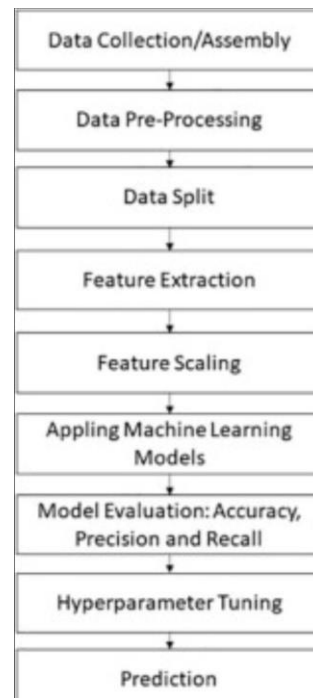 Data Collection/Assembly
Data Pre-Processing
Data Split
Feature Extraction
Feature Scaling
Appling Machine Learning
Models
Model Evaluation: Accuracy,
Precision and Recall
Hyperparameter Tuning
Prediction